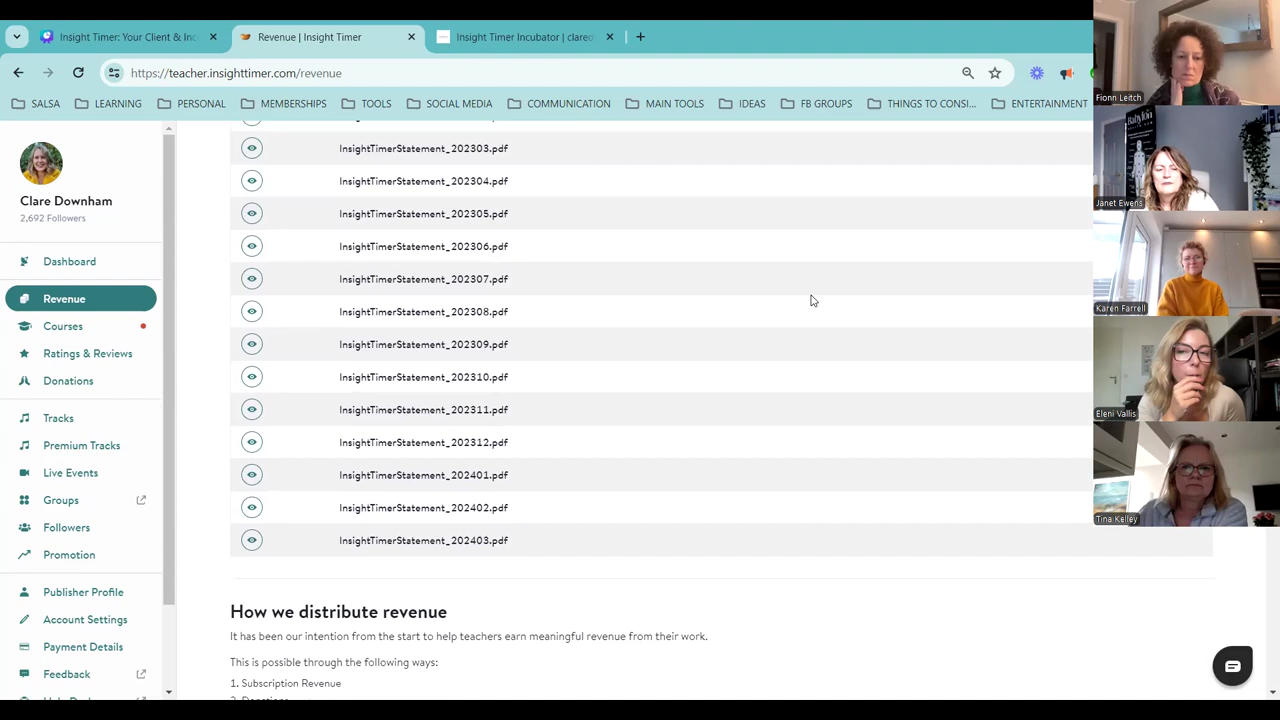 Insight Timer: Your Client & Inc
Revenue | Insight Timer
Insight Timer Incubator | clareo
https://teacher.insighttimer.com/revenue
SALSA
LEARNING
PERSONAL
MEMBERSHIPS
TOOLS
SOCIAL MEDIA
COMMUNICATION
MAIN TOOLS
IDEAS
FB GROUPS
THINGS TO CONSI...
ENTERTAINMENT
Clare Downham
2,692 Followers
Dashboard
Revenue
Courses
Ratings & Reviews
Donations
Tracks
Premium Tracks
Live Events
Groups
Followers
Promotion
Publisher Profile
Account Settings
Payment Details
Feedback
InsightTimerStatement_202303.pdf
InsightTimerStatement_202304.pdf
InsightTimerStatement_202305.pdf
InsightTimerStatement_202306.pdf
InsightTimerStatement_202307.pdf
InsightTimerStatement_202308.pdf
InsightTimerStatement_202309.pdf
InsightTimerStatement_202310.pdf
InsightTimerStatement_202311.pdf
InsightTimerStatement_202312.pdf
InsightTimerStatement_202401.pdf
InsightTimerStatement_202402.pdf
InsightTimerStatement_202403.pdf
How we distribute revenue
It has been our intention from the start to help teachers earn meaningful revenue from their work.
This is possible through the following ways:
1. Subscription Revenue
2. Donations
Fionn Leitch
Babylon
Janet Ewens
Karen Farrell
Eleni Vallis
Tina Kelley